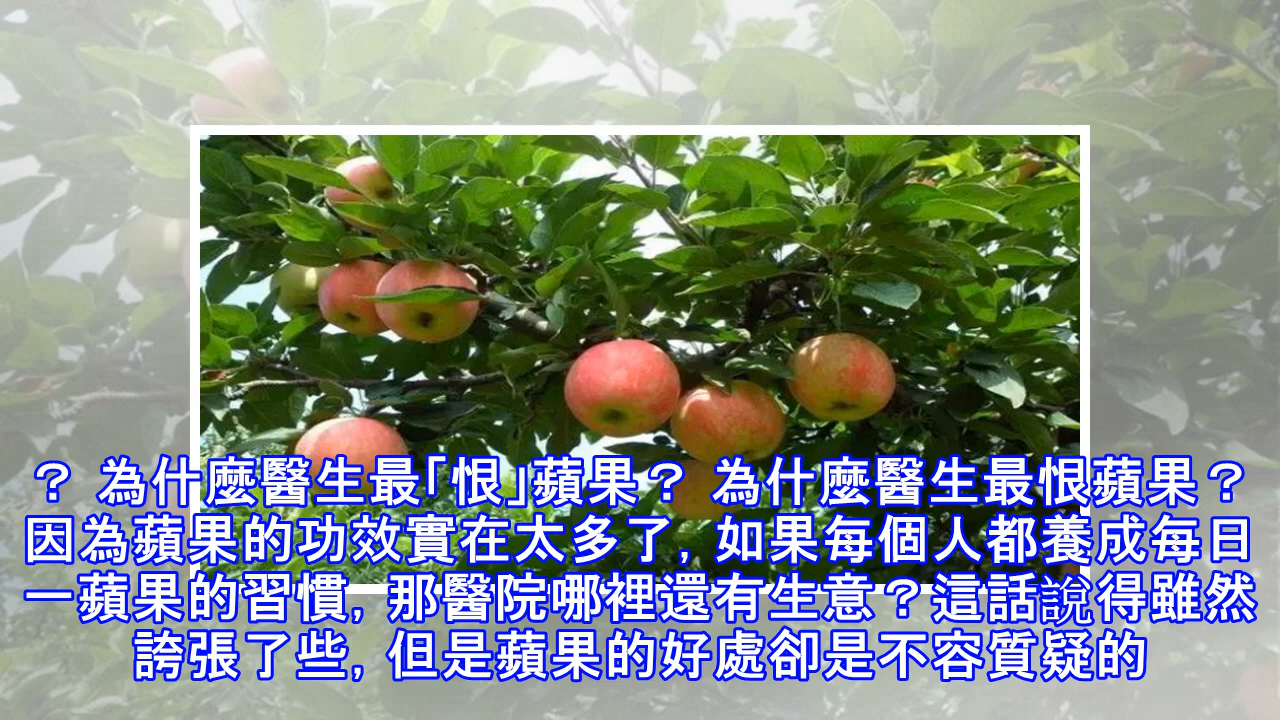 ? 為什麼醫生最「恨」蘋果? 為什麼醫生最恨蘋果?
因為蘋果的功效實在太多了, 如果每個人都養成每日
一蘋果的習慣, 那醫院哪裡還有生意?這話說得雖然
誇張了些, 但是蘋果的好處卻是不容質疑的